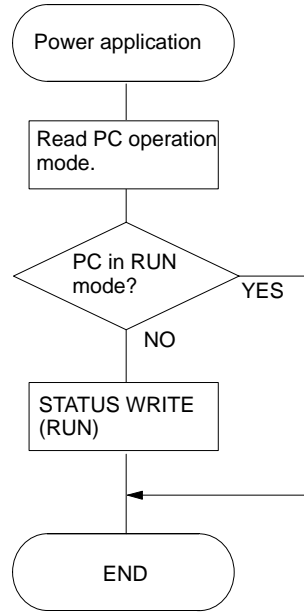 Power application
Read PC operation
mode.
PC in RUN
mode?
YES
NO
STATUS WRITE
(RUN)
END